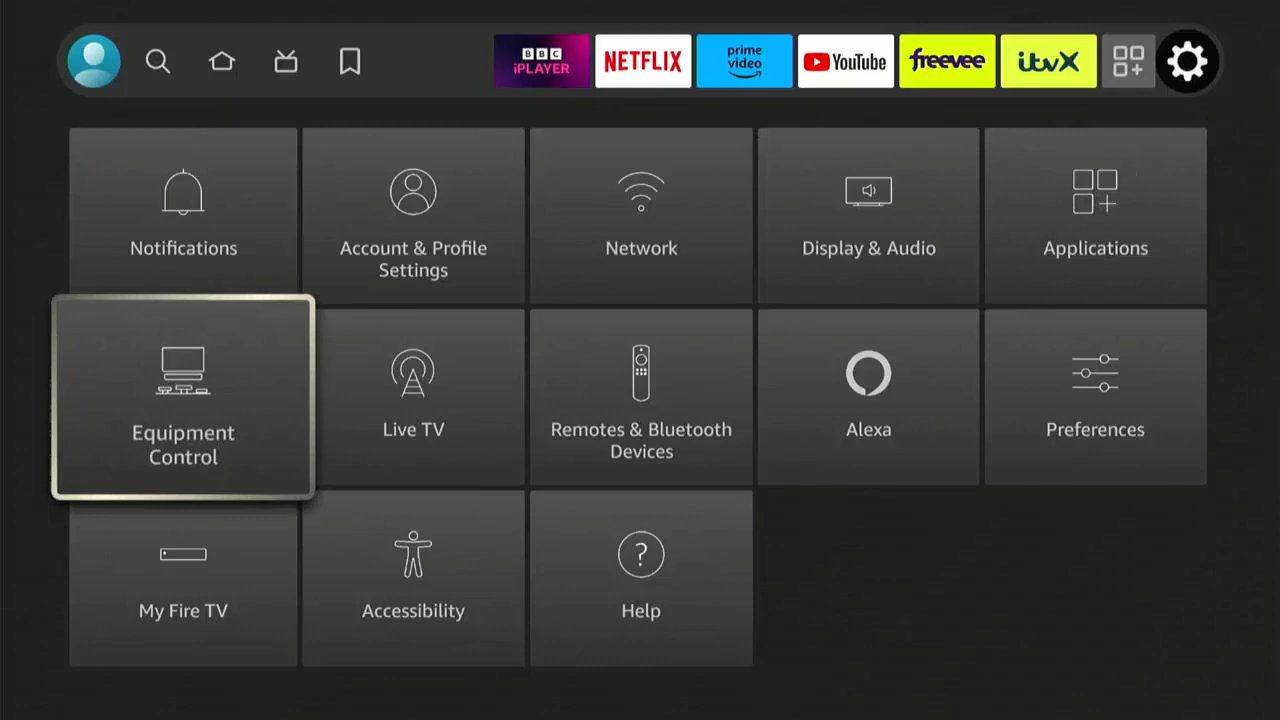 BBC
iPLAYER
NETFLIX
prime
video
YouTube
freevee
itvX
Notifications
Account & Profile
Settings
Network
Display & Audio
Applications
Equipment
Control
Live TV
Remotes & Bluetooth
Devices
Alexa
Preferences
My Fire TV
Accessibility
?
Help